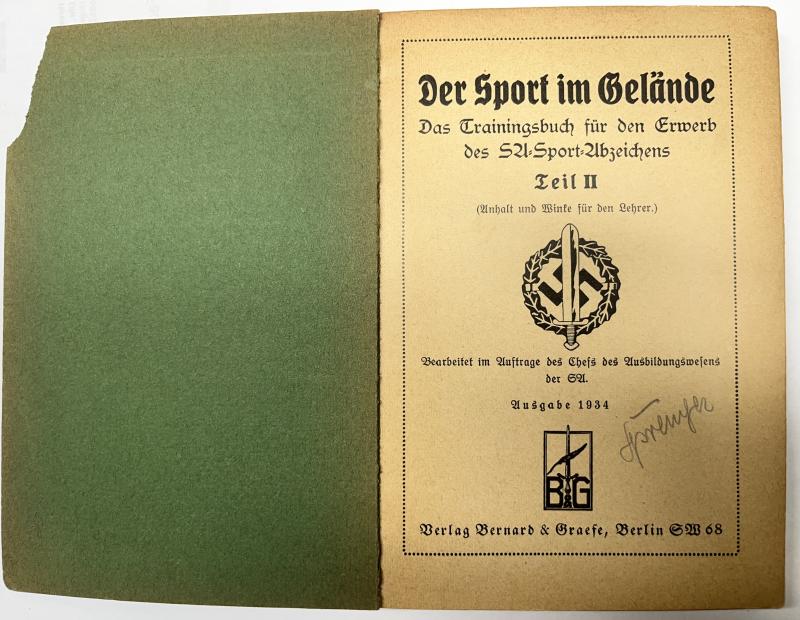 Der Sport im Gelände
Das Trainingsbuch für den Erwerb
des SA-Sport-Abzeichens
Teil II
(Anhalt und Winke für den Lehrer.)
Bearbeitet im Auftrage des Chefs des Ausbildungswesens
der SA.
Ausgabe 1934
BG
Verlag Bernard & Graefe, Berlin SW 68